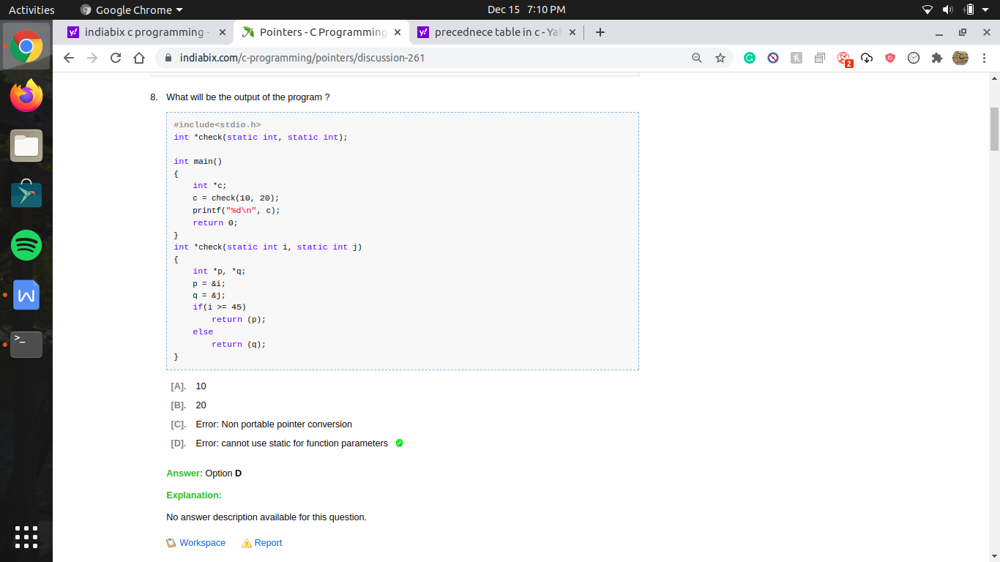 Activities
Google Chrome
Dec 15 7:10 PM
indiabix c programming -
Pointers - C Programming
precednece table in c - Yah
indiabix.com/c-programming/pointers/discussion-261
2
8. What will be the output of the program ?
#include<stdio.h>
int *check(static int, static int);
int main()
{
int *c;
c = check(10, 20);
printf("%d\n", c);
return 0;
}
int *check(static int i, static int j)
{
int *p, *q;
p = &i;
q = &j;
if(i >= 45)
return (p);
else
return (q);
}
[A]. 10
[B]. 20
[C]. Error: Non portable pointer conversion
[D]. Error: cannot use static for function parameters
Answer: Option D
Explanation:
No answer description available for this question.
Workspace Report